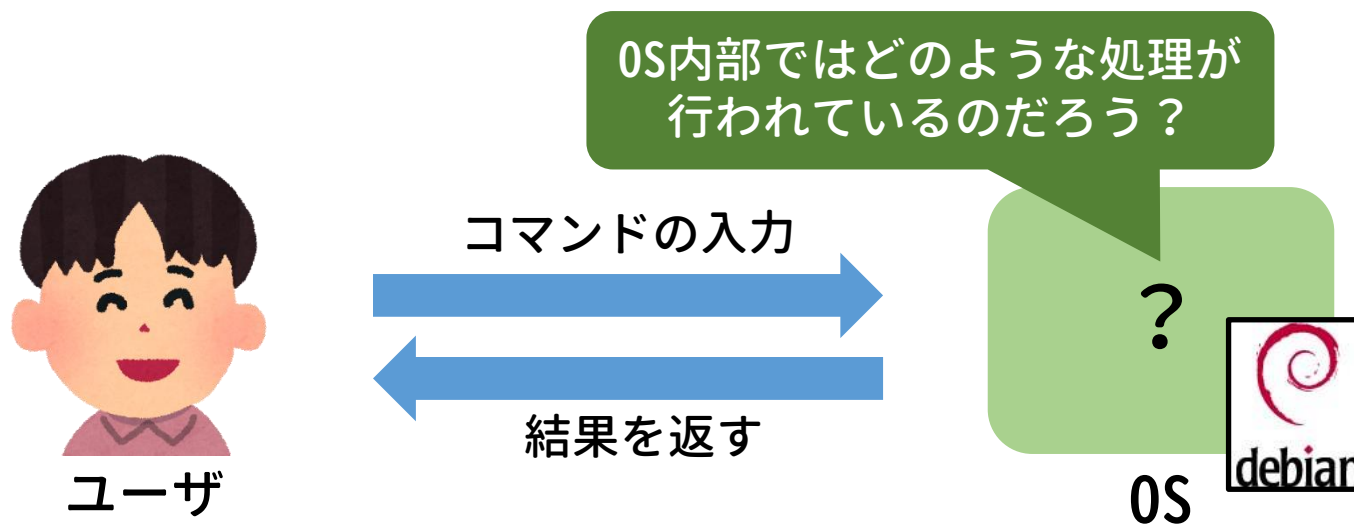 OS内部ではどのような処理が
行われているのだろう？
コマンドの入力
？
結果を返す
debian
ユーザ
OS